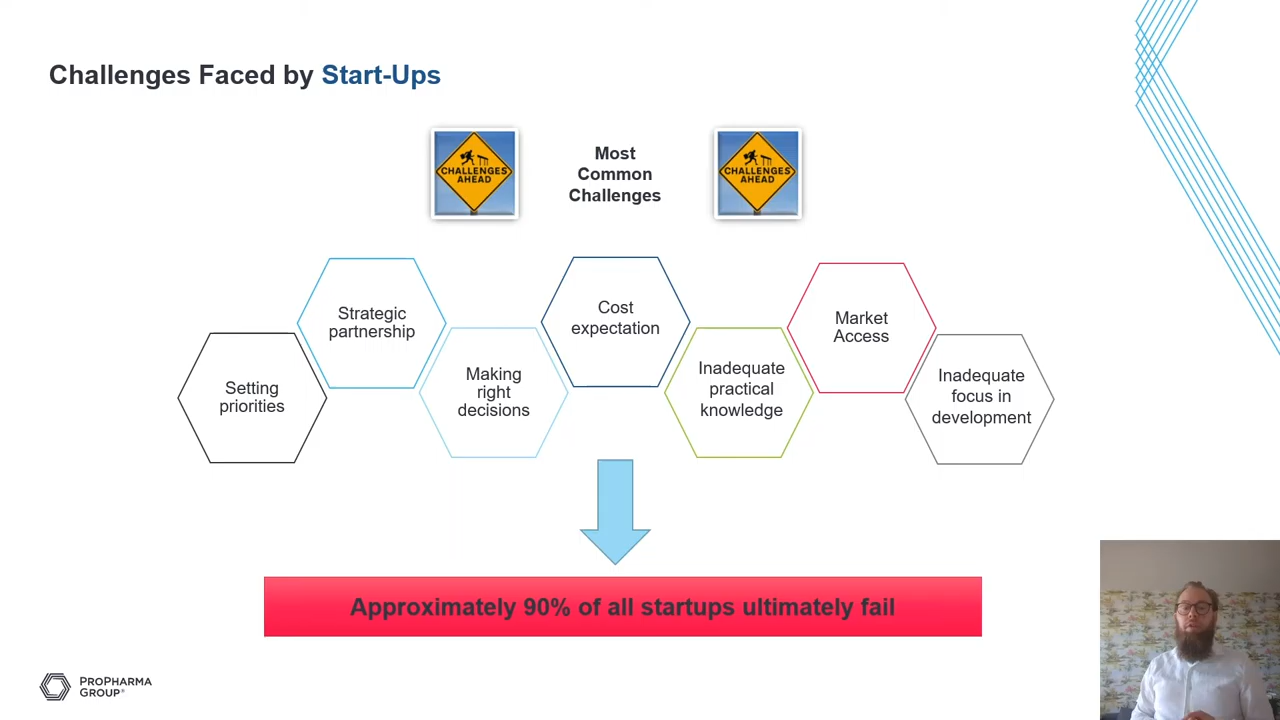 Challenges Faced by Start-Ups
CHALLENGES
AHEAD
Most
Common
Challenges
CHALLENGES
AHEAD
Setting
priorities
Strategic
partnership
Making
right
decisions
Cost
expectation
Inadequate
practical
knowledge
Market
Access
Inadequate
focus in
development
Approximately 90% of all startups ultimately fail
PROPHARMA
GROUP®